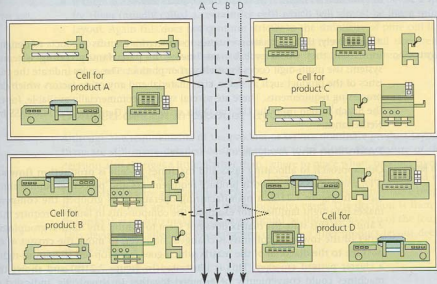 A C B D
Cell for
product A
Cell for
product C
Cell for
product B
Cell for
product D